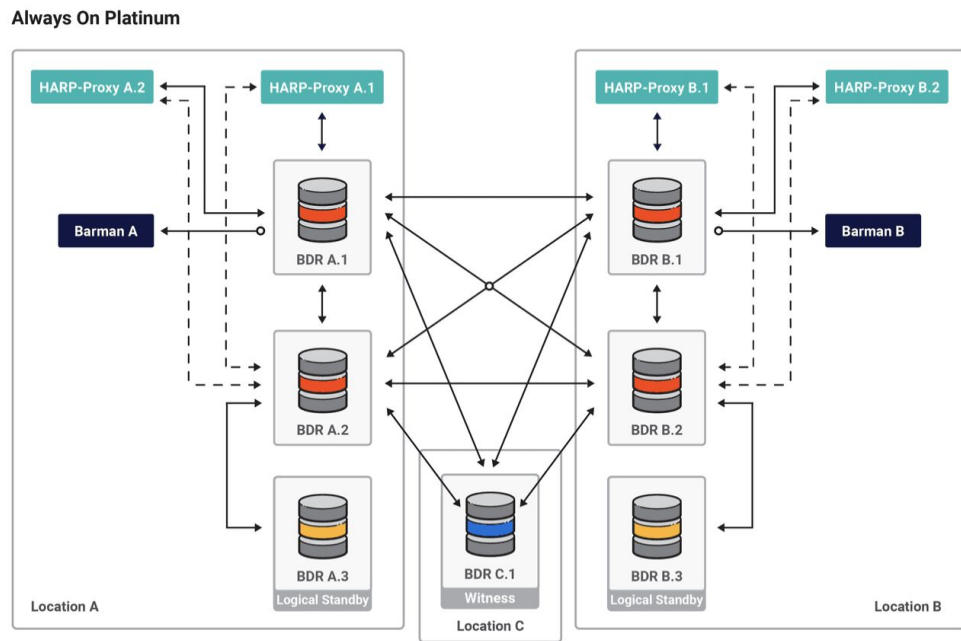 Always On Platinum
HARP-Proxy A.2
HARP-Proxy A.1
HARP-Proxy B.1
HARP-Proxy B.2
Barman A
BDR A.1
BDR B.1
Barman B
BDR A.2
BDR B.2
BDR A.3
Logical Standby
BDR C.1
Witness
BDR B.3
Logical Standby
Location A
Location C
Location B